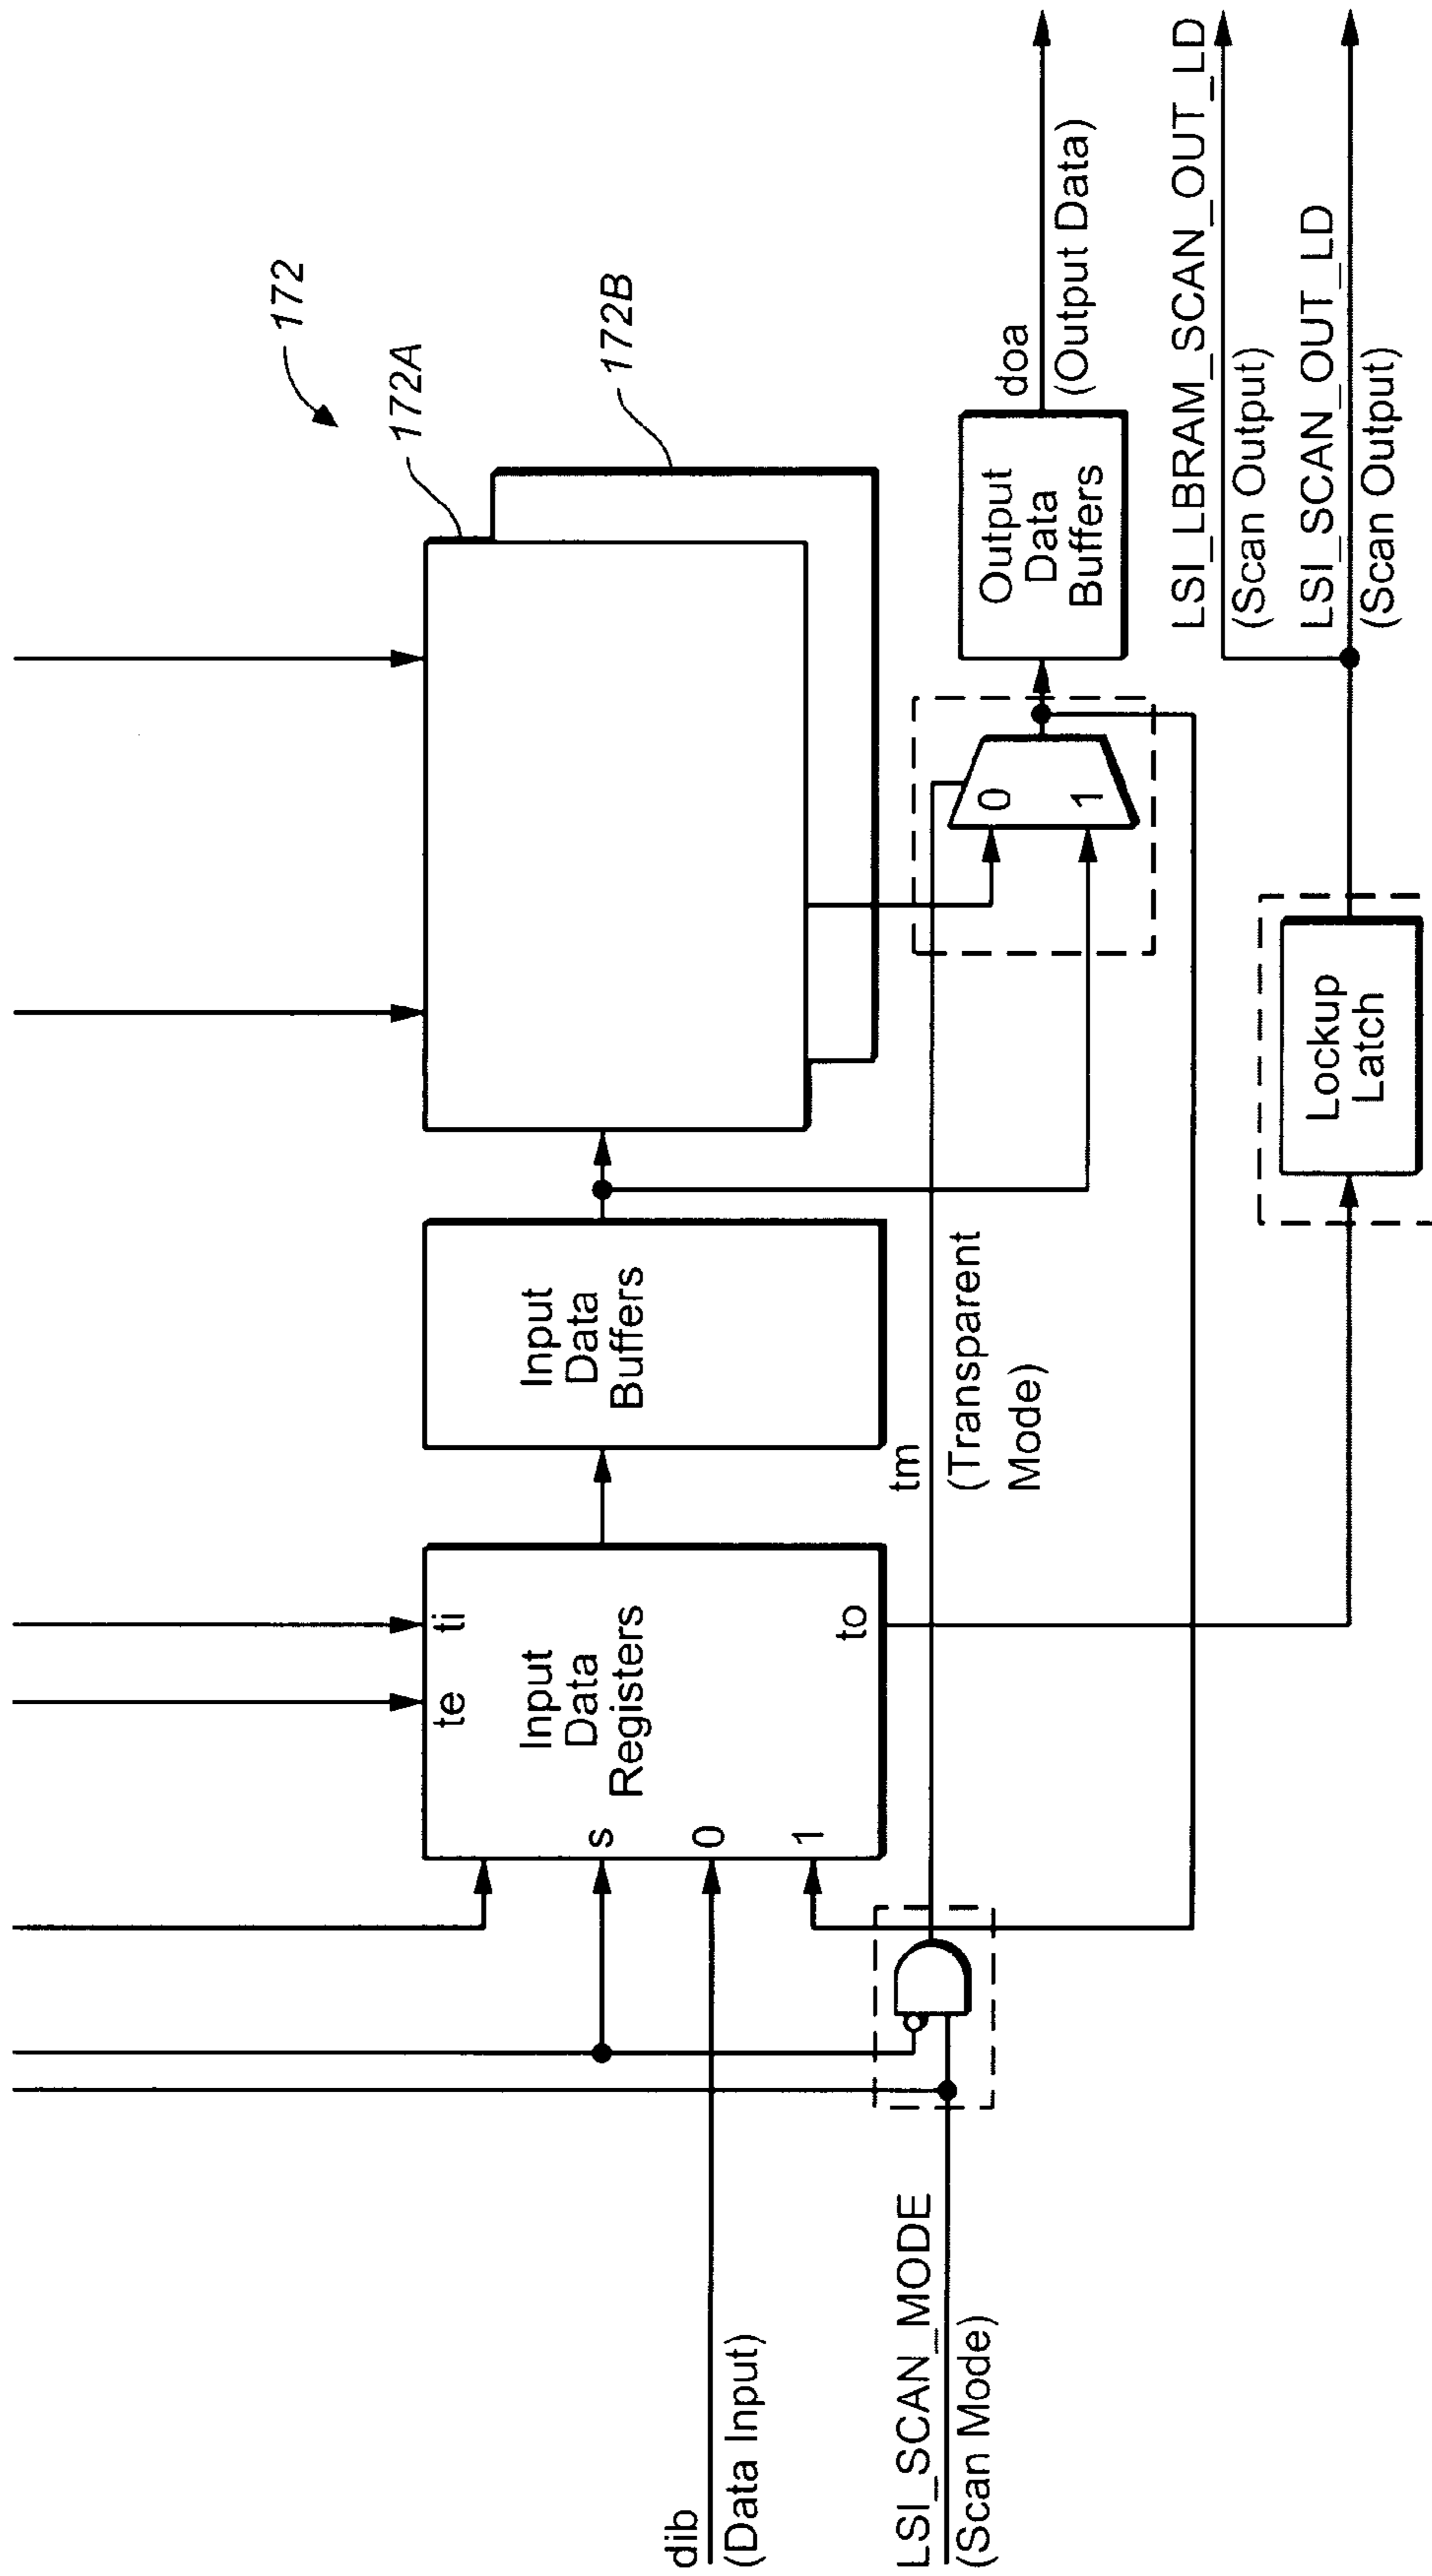 172
172A
172B
te
ti
s
0
1
to
Input
Data
Registers
Input
Data
Buffers
0
1
Output
Data
Buffers
doa
(Output Data)
dib
(Data Input)
tm
(Transparent
Mode)
LSI_SCAN_MODE
(Scan Mode)
Lockup
Latch
LSI_LBRAM_SCAN_OUT_LD
(Scan Output)
LSI_SCAN_OUT_LD
(Scan Output)